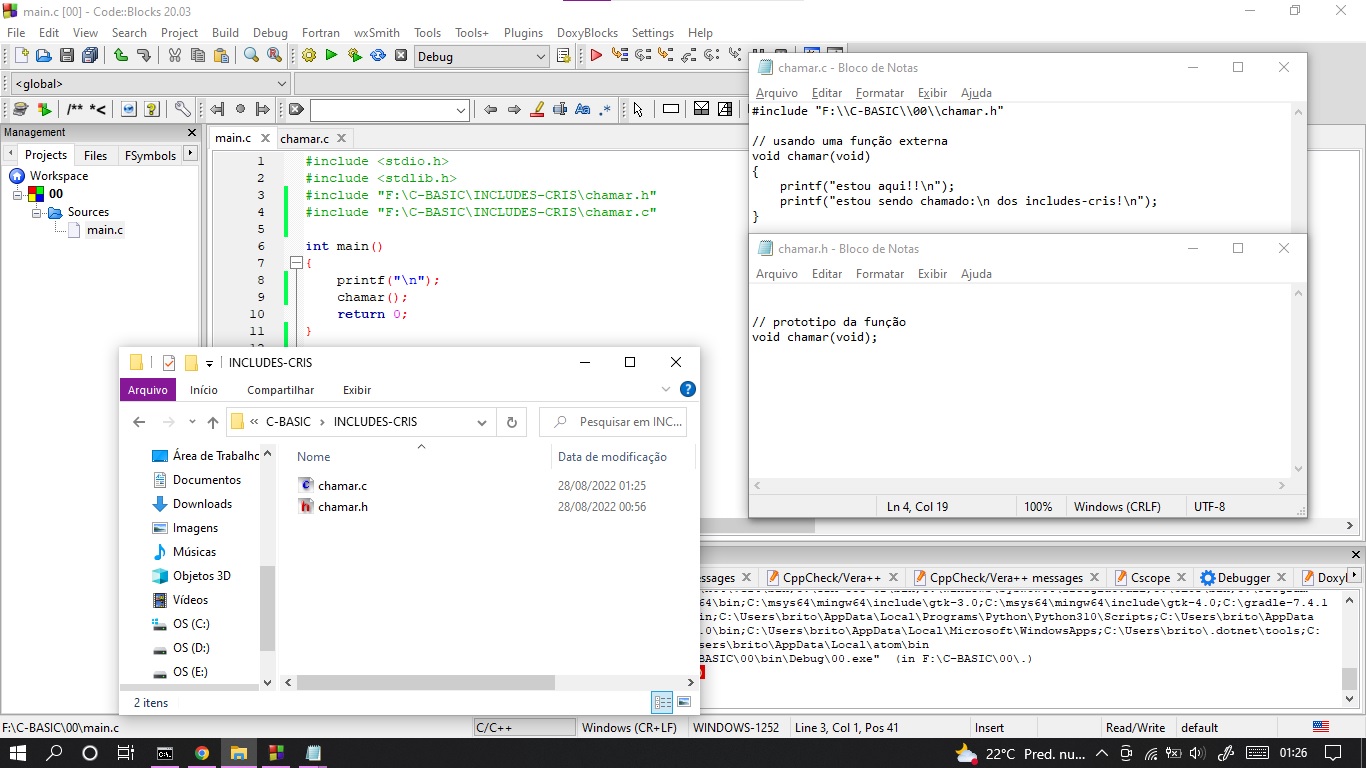 main.c [00] - Code::Blocks 20.03
File Edit View Search Project Build Debug Fortran wxSmith Tools Tools+ Plugins DoxyBlocks Settings Help
Debug
<global>
/** *<
Aa .*
Management
Projects Files FSymbols
Workspace
00
Sources
main.c
main.c chamar.c
1 #include <stdio.h>
2 #include <stdlib.h>
3 #include "F:\C-BASIC\INCLUDES-CRIS\chamar.h"
4 #include "F:\C-BASIC\INCLUDES-CRIS\chamar.c"
5
6 int main()
7 {
8 printf("\n");
9 chamar();
10 return 0;
11 }
chamar.c - Bloco de Notas
Arquivo Editar Formatar Exibir Ajuda
#include "F:\\C-BASIC\\00\\chamar.h"
// usando uma função externa
void chamar(void)
{
printf("estou aqui!!\n");
printf("estou sendo chamado:\n dos includes-cris!\n");
}
chamar.h - Bloco de Notas
Arquivo Editar Formatar Exibir Ajuda
// prototipo da função
void chamar(void);
Ln 4, Col 19 100% Windows (CRLF) UTF-8
INCLUDES-CRIS
Arquivo Início Compartilhar Exibir
« C-BASIC > INCLUDES-CRIS
Pesquisar em INC...
Área de Trabalho
Documentos
Downloads
Imagens
Músicas
Objetos 3D
Vídeos
OS (C:)
OS (D:)
OS (E:)
Nome Data de modificação
chamar.c 28/08/2022 01:25
chamar.h 28/08/2022 00:56
2 itens
ssages CppCheck/Vera++ CppCheck/Vera++ messages Cscope Debugger Doxy
64\bin;C:\msys64\mingw64\include\gtk-3.0;C:\msys64\mingw64\include\gtk-4.0;C:\gradle-7.4.1
in;C:\Users\brito\AppData\Local\Programs\Python\Python310\Scripts;C:\Users\brito\AppData
.0\bin;C:\Users\brito\AppData\Local\Microsoft\WindowsApps;C:\Users\brito\.dotnet\tools;C:
sers\brito\AppData\Local\atom\bin
BASIC\00\bin\Debug\00.exe" (in F:\C-BASIC\00\.)
F:\C-BASIC\00\main.c C/C++ Windows (CR+LF) WINDOWS-1252 Line 3, Col 1, Pos 41 Insert Read/Write default
22°C Pred. nu... 01:26